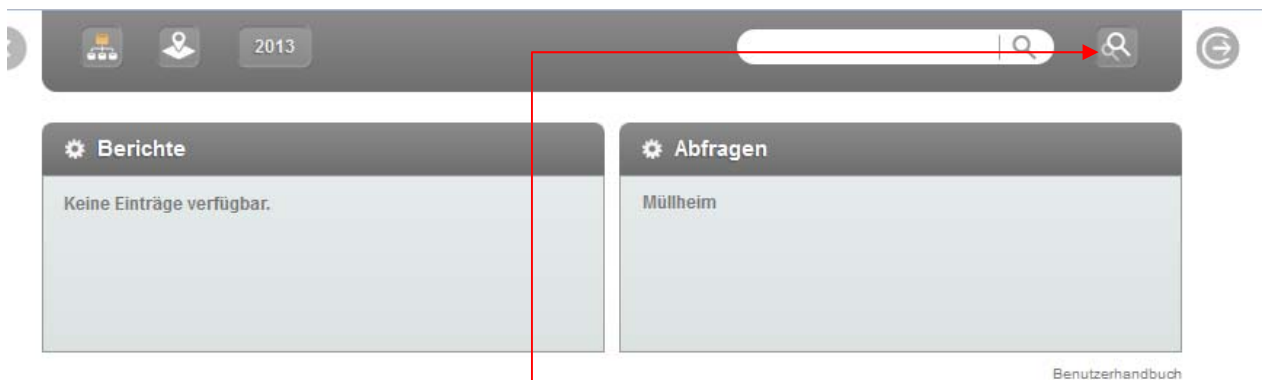 2013
Berichte
Abfragen
Keine Einträge verfügbar.
Müllheim
Benutzerhandbuch